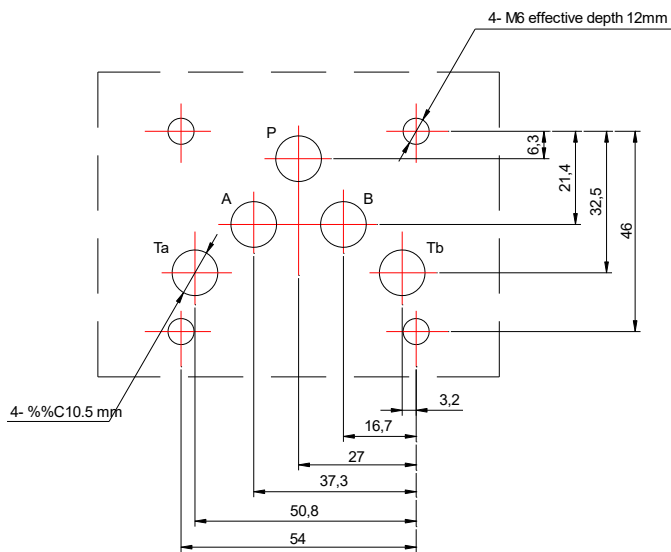 4- M6 effective depth 12mm
P
6,3
A
B
21,4
32,5
46
Ta
Tb
4- %%C10.5 mm
3,2
16,7
27
37,3
50,8
54